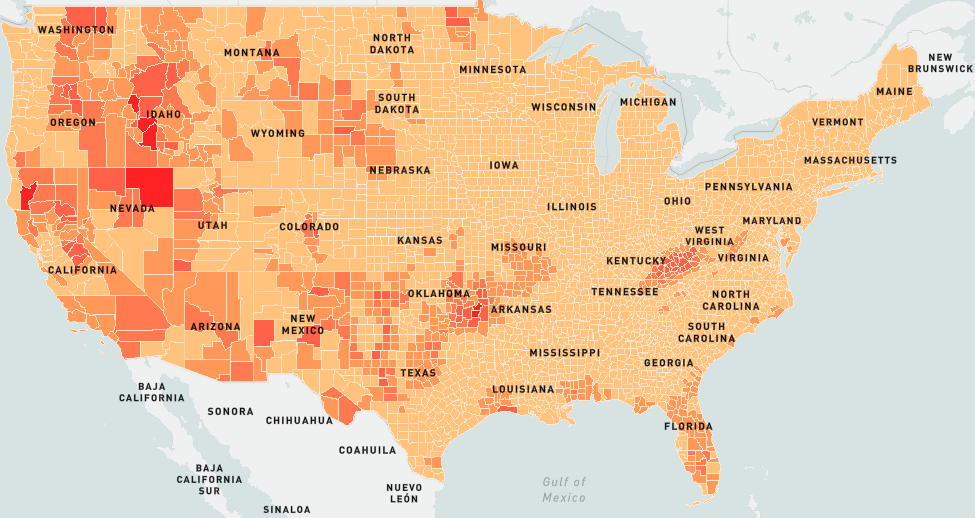 WASHINGTON
MONTANA
NORTH
DAKOTA
MINNESOTA
NEW
BRUNSWICK
MAINE
OREGON
IDAHO
SOUTH
DAKOTA
WISCONSIN
MICHIGAN
VERMONT
WYOMING
NEBRASKA
IOWA
MASSACHUSETTS
PENNSYLVANIA
NEVADA
UTAH
COLORADO
KANSAS
ILLINOIS
OHIO
MARYLAND
MISSOURI
WEST
VIRGINIA
KENTUCKY
VIRGINIA
CALIFORNIA
TENNESSEE
OKLAHOMA
ARKANSAS
NORTH
CAROLINA
ARIZONA
NEW
MEXICO
SOUTH
CAROLINA
MISSISSIPPI
GEORGIA
TEXAS
LOUISIANA
BAJA
CALIFORNIA
SONORA
CHIHUAHUA
FLORIDA
COAHUILA
BAJA
CALIFORNIA
SUR
NUEVO
LEÓN
Gulf of
Mexico
SINALOA